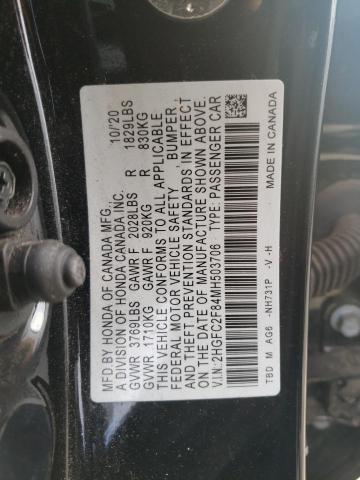 MFD.BY HONDA OF CANADA MFG. 10/20
A DIVISION OF HONDA CANADA INC.
GVWR 3769LBS GAWR F 2028LBS R 1829LBS
GVWR 1710KG GAWR F 920KG R 830KG
THIS VEHICLE CONFORMS TO ALL APPLICABLE
FEDERAL MOTOR VEHICLE SAFETY, BUMPER,
AND THEFT PREVENTION STANDARDS IN EFFECT
ON THE DATE OF MANUFACTURE SHOWN ABOVE.
V.I.N.: 2HGFC2F84MH503706 TYPE: PASSENGER CAR
TBD M AG6 -NH731P -V -H MADE IN CANADA